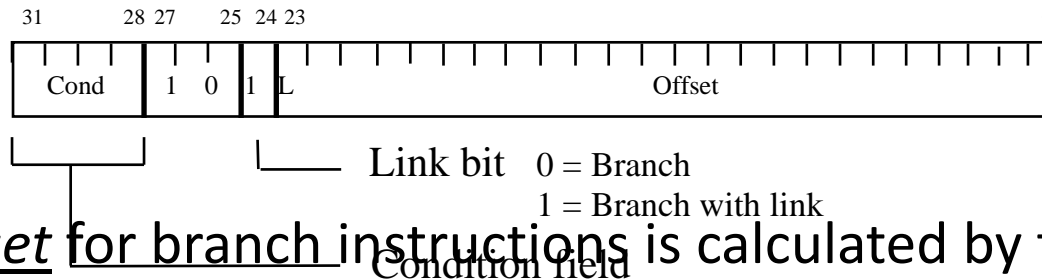 31 28 27 25 24 23
Cond 1 0 1 L Offset
Link bit 0 = Branch
1 = Branch with link
et for branch instructions is calculated by
Condition field